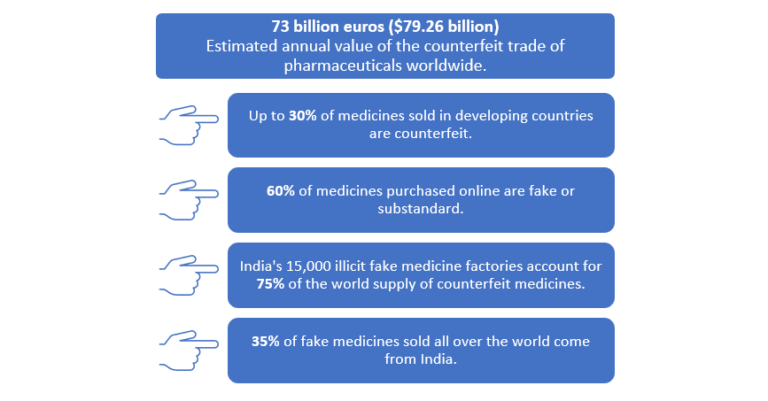 73 billion euros ($79.26 billion)
Estimated annual value of the counterfeit trade of
pharmaceuticals worldwide.
Up to 30% of medicines sold in developing countries
are counterfeit.
60% of medicines purchased online are fake or
substandard.
India's 15,000 illicit fake medicine factories account for
75% of the world supply of counterfeit medicines.
35% of fake medicines sold all over the world come
from India.